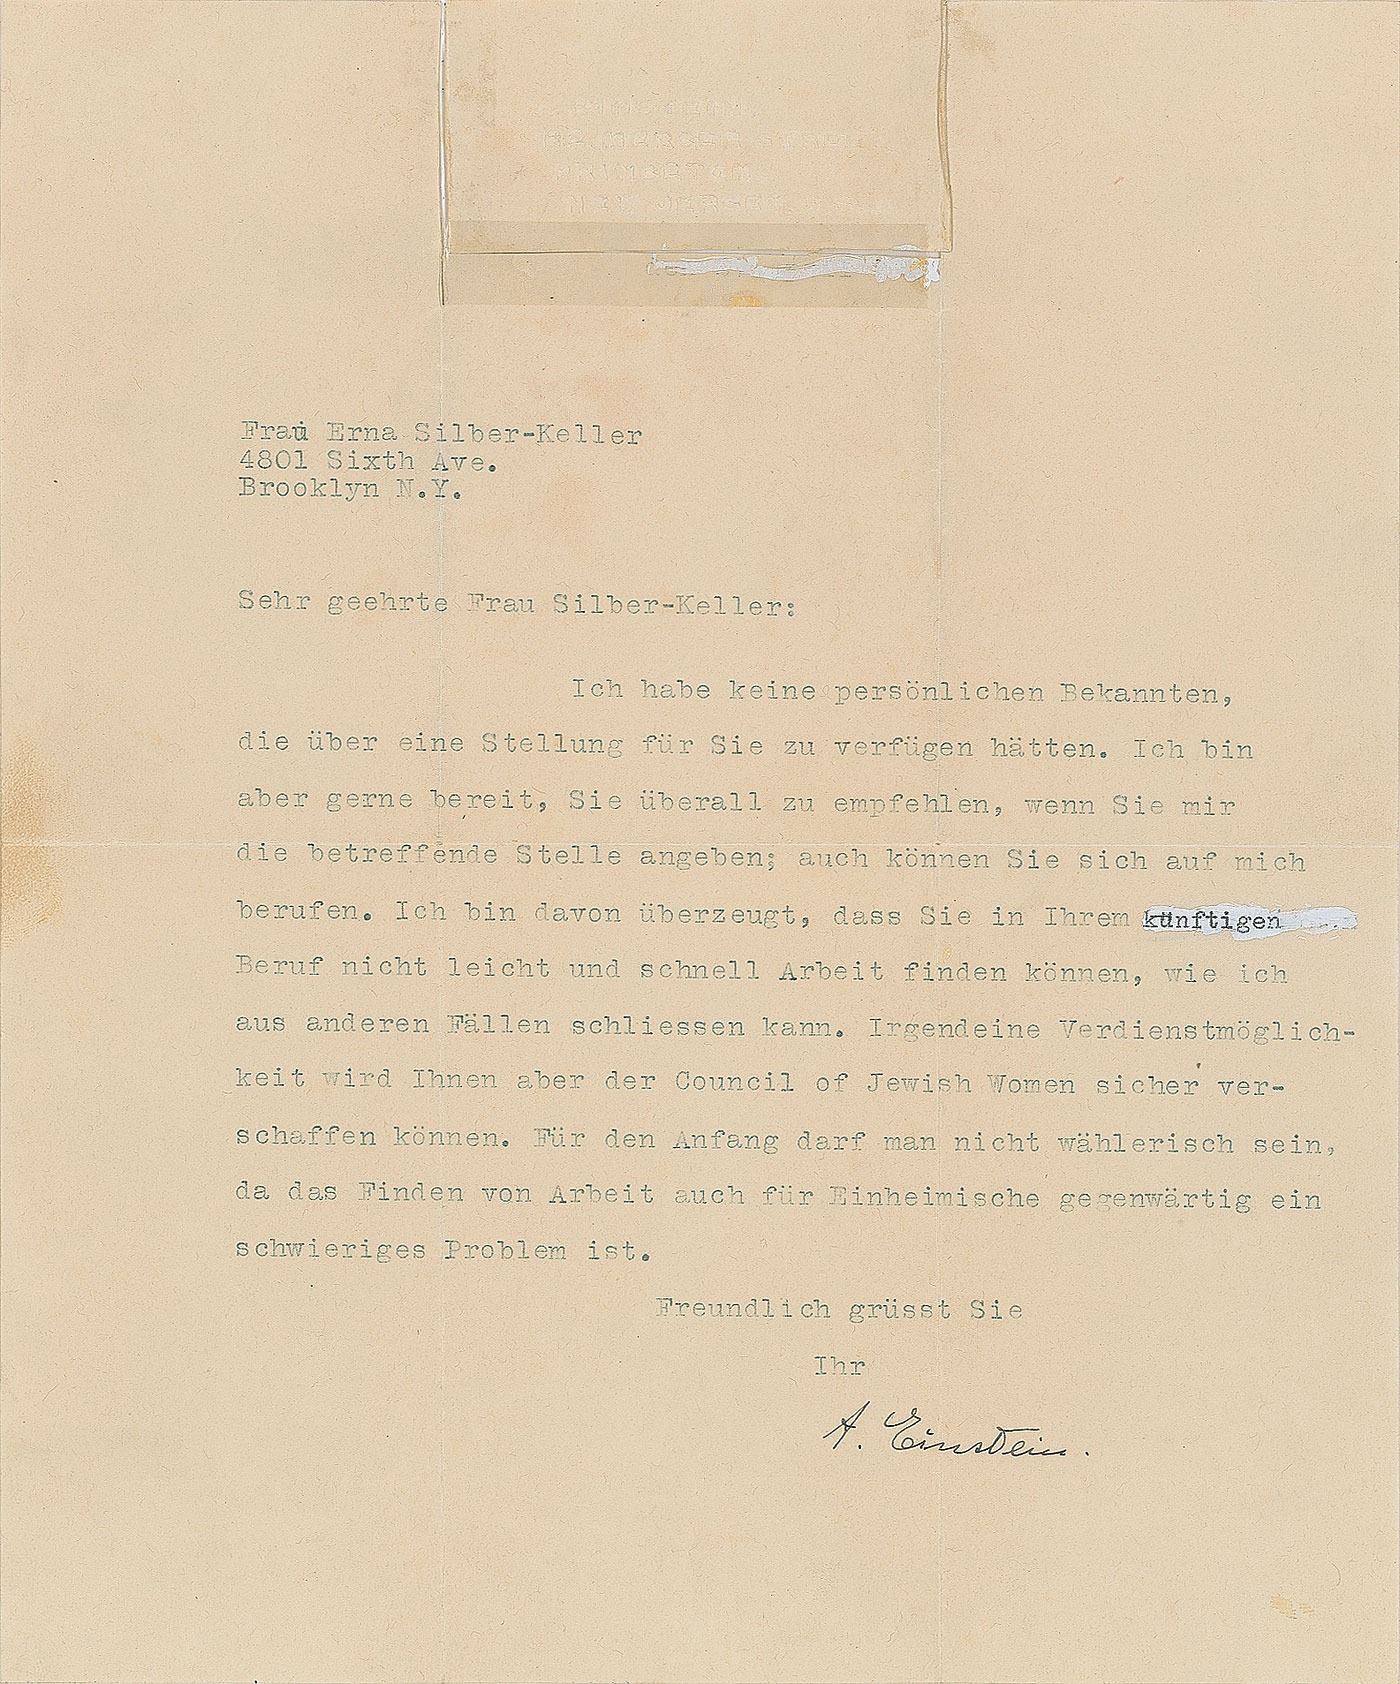 PRINCETON
NEW JERSEY
Frau Erna Silber-Keller
4801 Sixth Ave.
Brooklyn N.Y.
Sehr geehrte Frau Silber-Keller:
Ich habe keine persönlichen Bekannten,
die über eine Stellung für Sie zu verfügen hätten. Ich bin
aber gerne bereit, Sie überall zu empfehlen, wenn Sie mir
die betreffende Stelle angeben; auch können Sie sich auf mich
berufen. Ich bin davon überzeugt, dass Sie in Ihrem künftigen
Beruf nicht leicht und schnell Arbeit finden können, wie ich
aus anderen Fällen schliessen kann. Irgendeine Verdienstmöglich-
keit wird Ihnen aber der Council of Jewish Women sicher ver-
schaffen können. Für den Anfang darf man nicht wählerisch sein,
da das Finden von Arbeit auch für Einheimische gegenwärtig ein
schwieriges Problem ist.
Freundlich grüsst Sie
Ihr
A. Einstein.